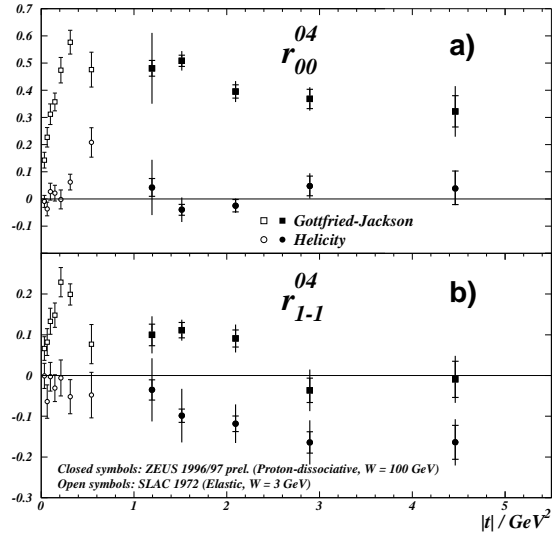 0.7
0.6
0.5
0.4
0.3
0.2
0.1
0
-0.1
r 04 00
a)
□ ■ Gottfried-Jackson
○ ● Helicity
0.2
0.1
0
-0.1
-0.2
-0.3
r 04 1-1
b)
Closed symbols: ZEUS 1996/97 prel. (Proton-dissociative, W = 100 GeV)
Open symbols: SLAC 1972 (Elastic, W = 3 GeV)
0 1 2 3 4 5
|t| / GeV²